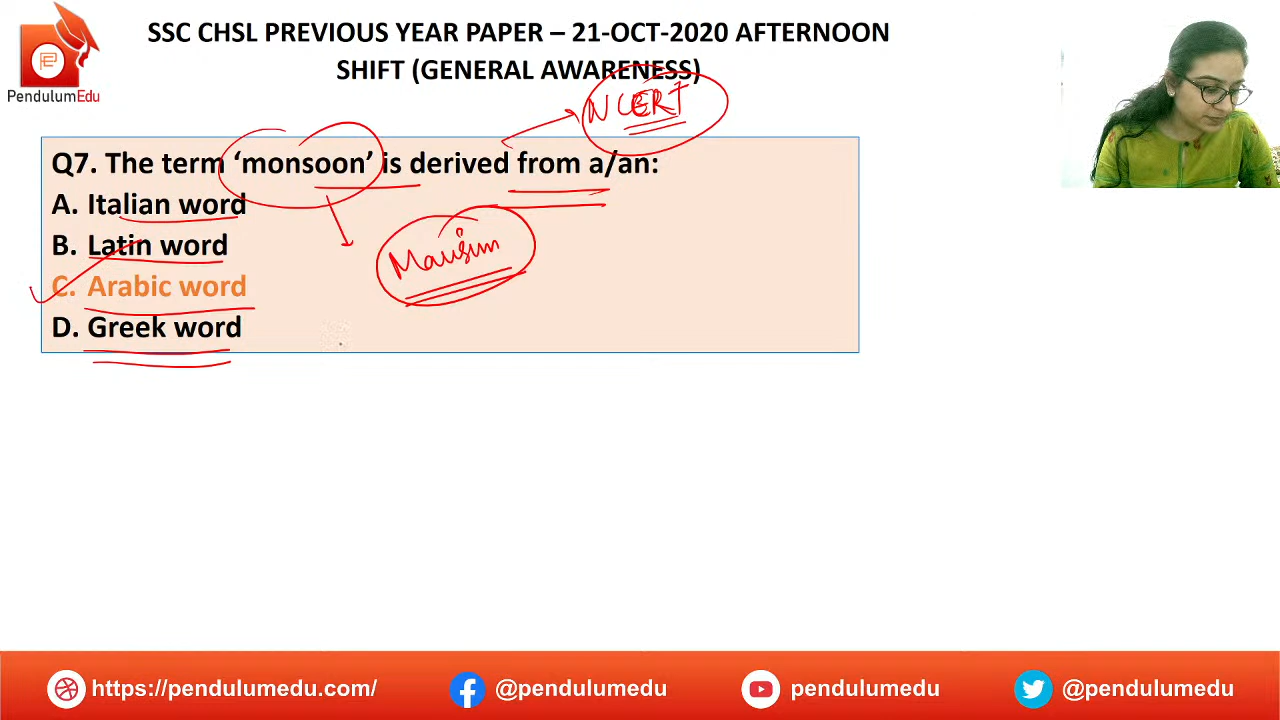 SSC CHSL PREVIOUS YEAR PAPER – 21-OCT-2020 AFTERNOON
SHIFT (GENERAL AWARENESS)
PendulumEdu
NCERT
Q7. The term ‘monsoon’ is derived from a/an:
A. Italian word
B. Latin word
Mausim
C. Arabic word
D. Greek word
https://pendulumedu.com/ @pendulumedu pendulumedu @pendulumedu